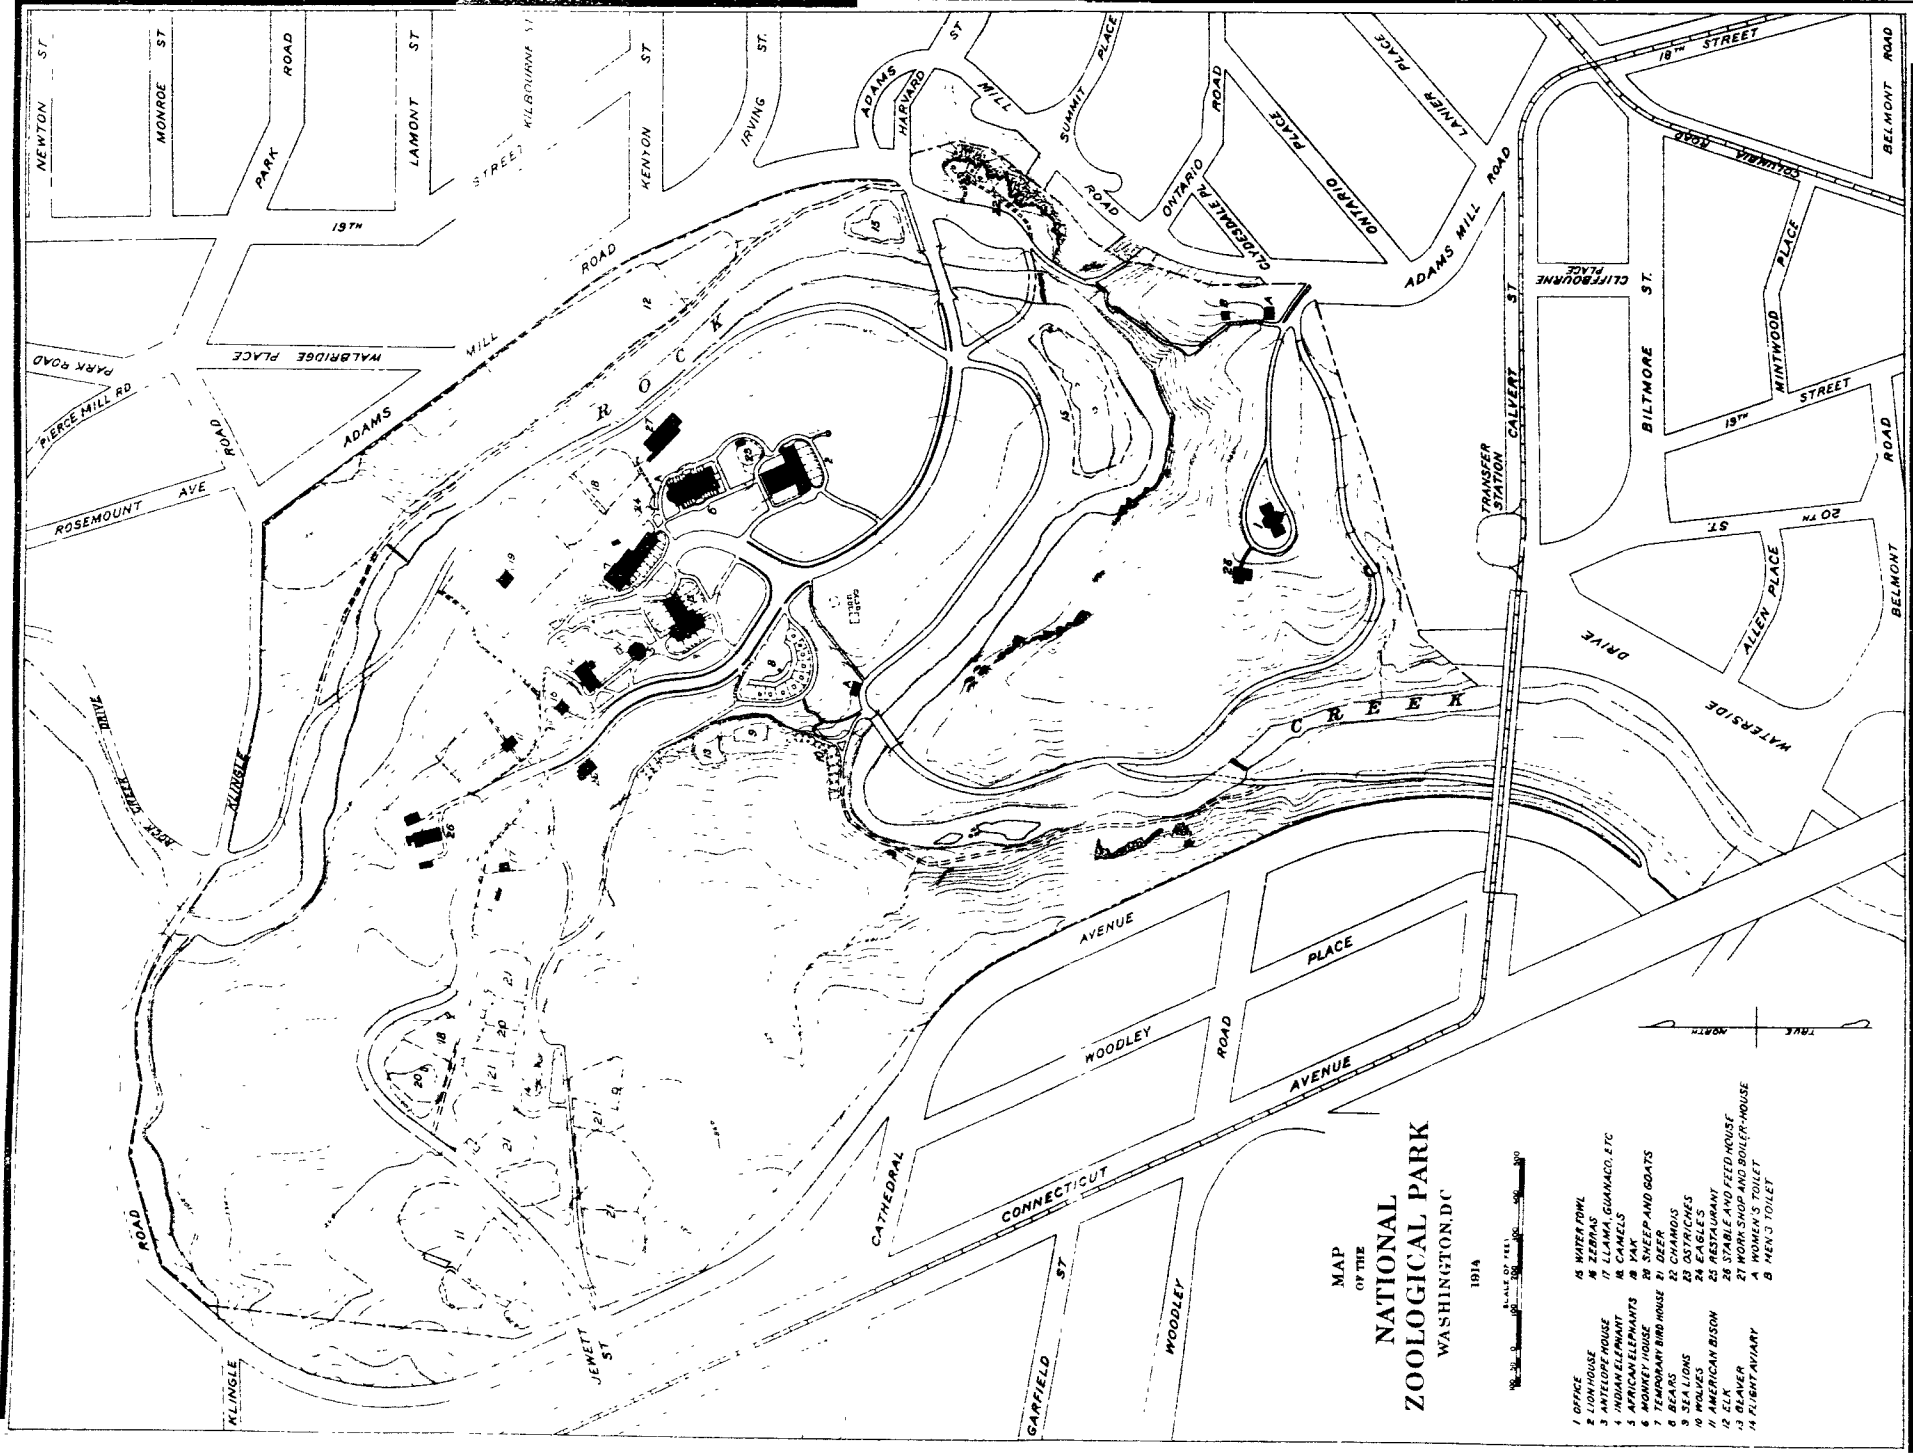 MAP
OF THE
NATIONAL
ZOOLOGICAL PARK
WASHINGTON, D.C.
1914
SCALE OF FEET
1 OFFICE
2 LION HOUSE
3 ANTELOPE HOUSE
4 INDIAN ELEPHANT
5 AFRICAN ELEPHANTS
6 MONKEY HOUSE
7 TEMPORARY BIRD HOUSE
8 BEARS
9 SEA LIONS
10 WOLVES
11 AMERICAN BISON
12 ELK
13 BEAVER
14 FLIGHT AVIARY
15 WATER FOWL
16 ZEBRAS
17 LLAMA, GUANACO, ETC
18 CAMELS
19 YAK
20 SHEEP AND GOATS
21 DEER
22 CHAMOIS
23 OSTRICHES
24 EAGLES
25 RESTAURANT
26 STABLE AND FEED HOUSE
27 WORKSHOP AND BOILER-HOUSE
A WOMEN'S TOILET
B MEN'S TOILET
TRUE NORTH
NEWTON ST
MONROE ST
PARK ROAD
LAMONT ST
KILBOURNE ST
KENYON ST
IRVING ST.
19TH STREET
ADAMS MILL ROAD
HARVARD ST
SUMMIT PLACE
ONTARIO ROAD
ONTARIO PLACE
LANIER PLACE
CLYDESDALE PL
18TH STREET
COLUMBIA ROAD
BELMONT ROAD
ADAMS MILL ROAD
CALVERT ST
CLIFFBOURNE PLACE
BILTMORE ST.
MINTWOOD PLACE
19TH STREET
20TH ST.
ALLEN PLACE
BELMONT ROAD
WATERSIDE DRIVE
TRANSFER STATION
PARK ROAD
PIERCE MILL RD
WALBRIDGE PLACE
ROSEMOUNT AVE
ROCK CREEK DRIVE
KLINGLE ROAD
ROCK CREEK
CATHEDRAL AVENUE
WOODLEY PLACE
WOODLEY ROAD
CONNECTICUT AVENUE
GARFIELD ST
JEWETT ST
KLINGLE ROAD